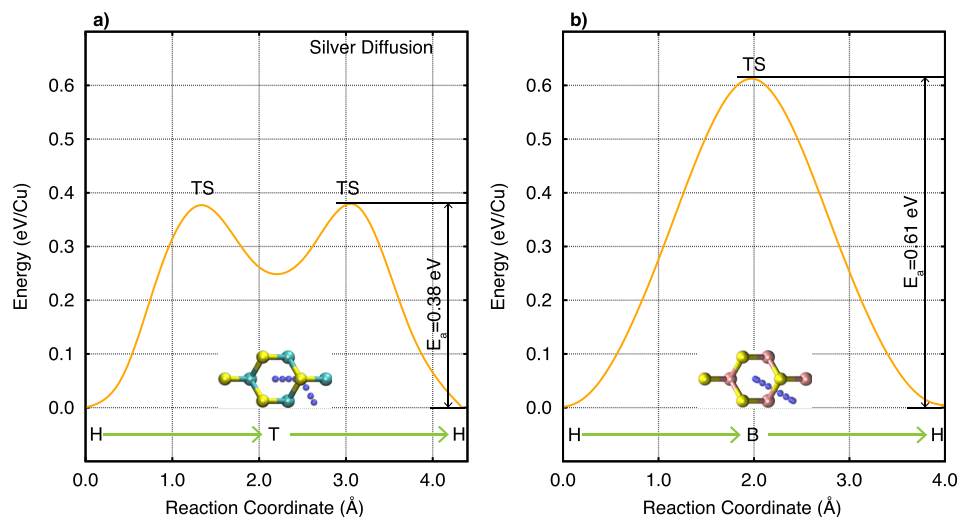 a)
Silver Diffusion
Energy (eV/Cu)
0.6
0.5
0.4
0.3
0.2
0.1
0.0
TS
TS
Ea=0.38 eV
H
T
H
0.0 1.0 2.0 3.0 4.0
Reaction Coordinate (Å)
b)
Energy (eV/Cu)
0.6
0.5
0.4
0.3
0.2
0.1
0.0
TS
Ea=0.61 eV
H
B
H
0.0 1.0 2.0 3.0 4.0
Reaction Coordinate (Å)